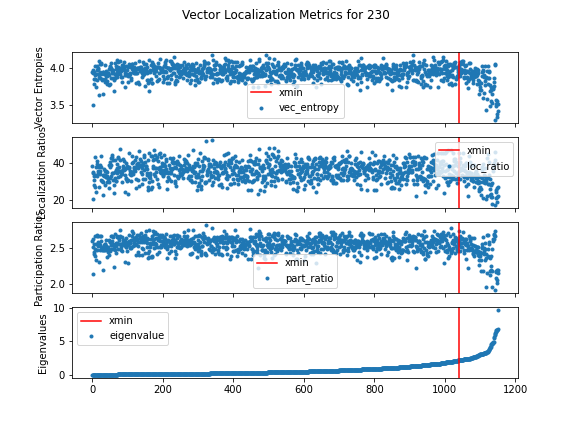 Vector Localization Metrics for 230
Vector Entropies
4.0
3.5
xmin
vec_entropy
Localization Ratios
40
20
xmin
loc_ratio
Participation Ratios
2.5
2.0
xmin
part_ratio
Eigenvalues
10
5
0
xmin
eigenvalue
0 200 400 600 800 1000 1200